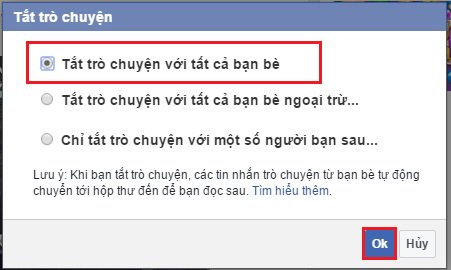 Tắt trò chuyện
Tắt trò chuyện với tất cả bạn bè
Tắt trò chuyện với tất cả bạn bè ngoại trừ...
Chỉ tắt trò chuyện với một số người bạn sau...
Lưu ý: Khi bạn tắt trò chuyện, các tin nhắn trò chuyện từ bạn bè tự động
chuyển tới hộp thư đến để bạn đọc sau. Tìm hiểu thêm.
Ok Hủy